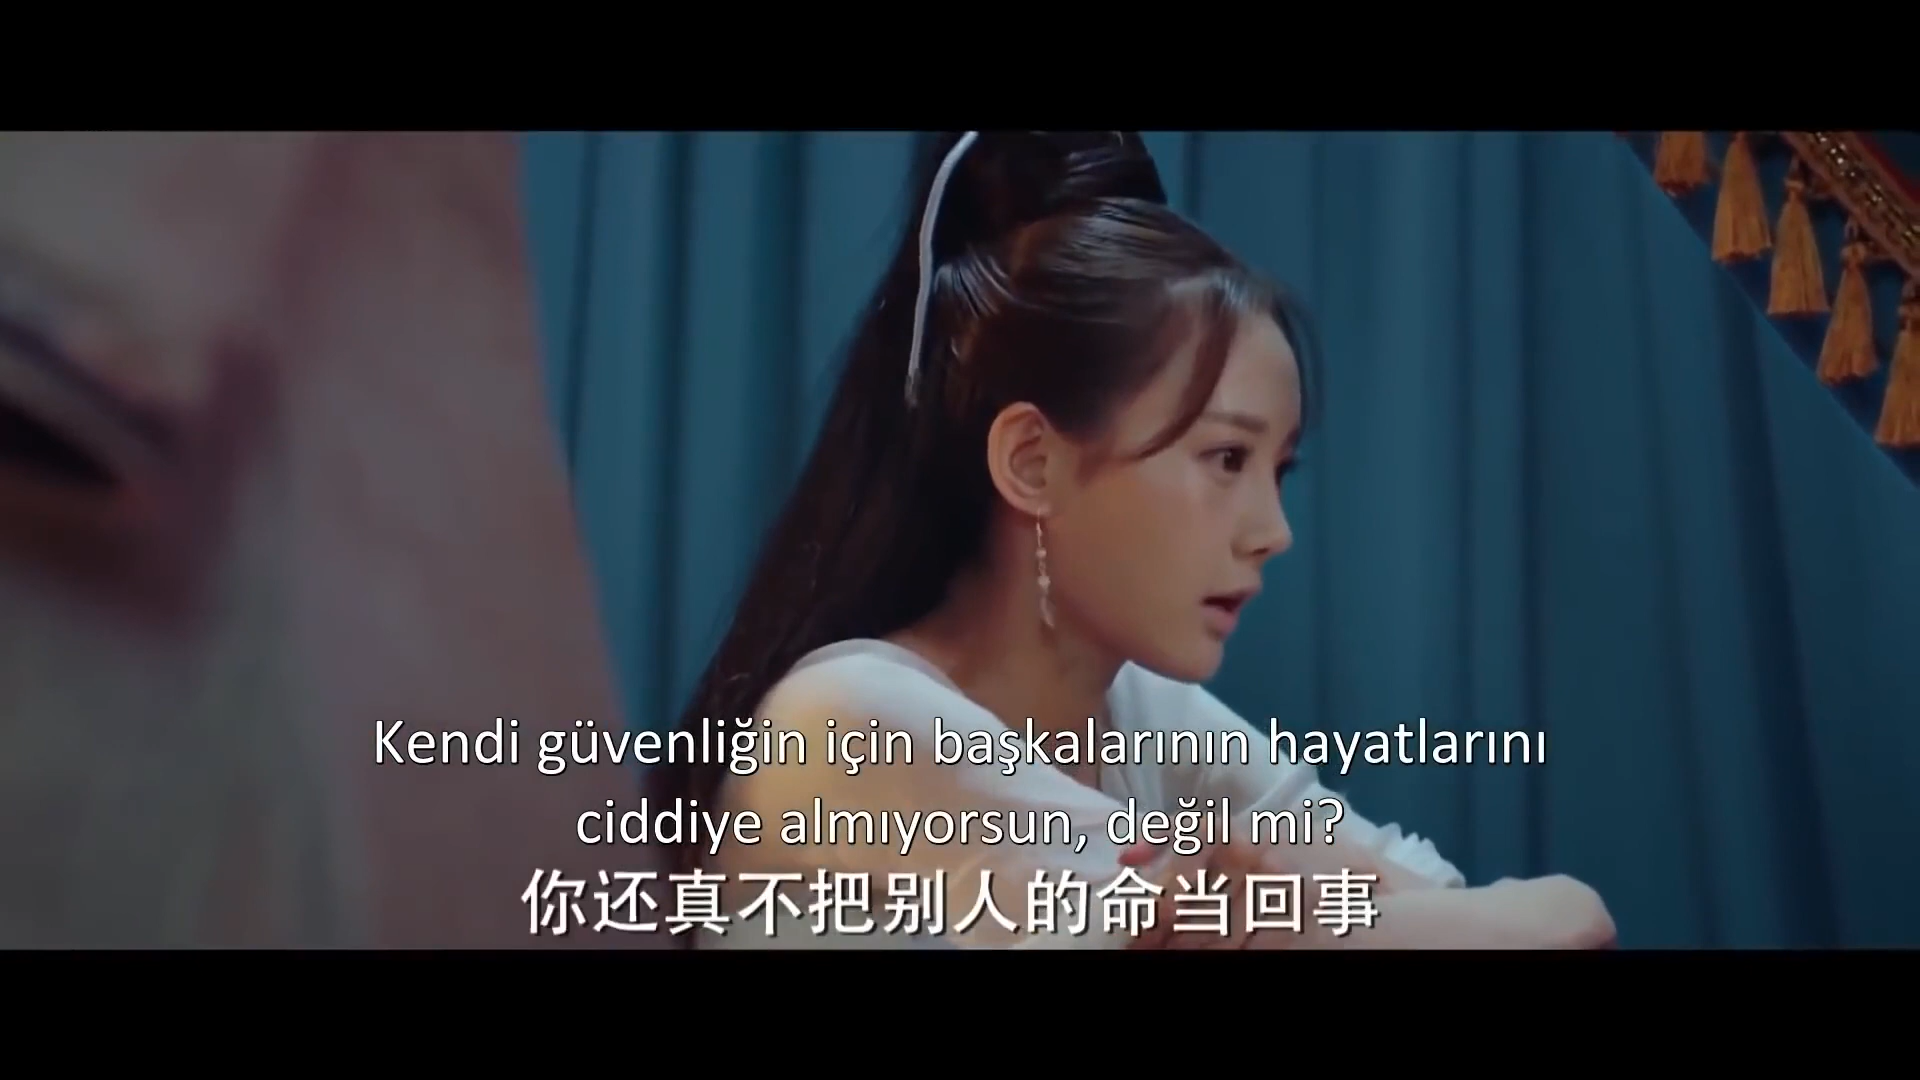 Kendi güvenliğin için başkalarının hayatlarını
ciddiye almıyorsun, değil mi?
你还真不把别人的命当回事